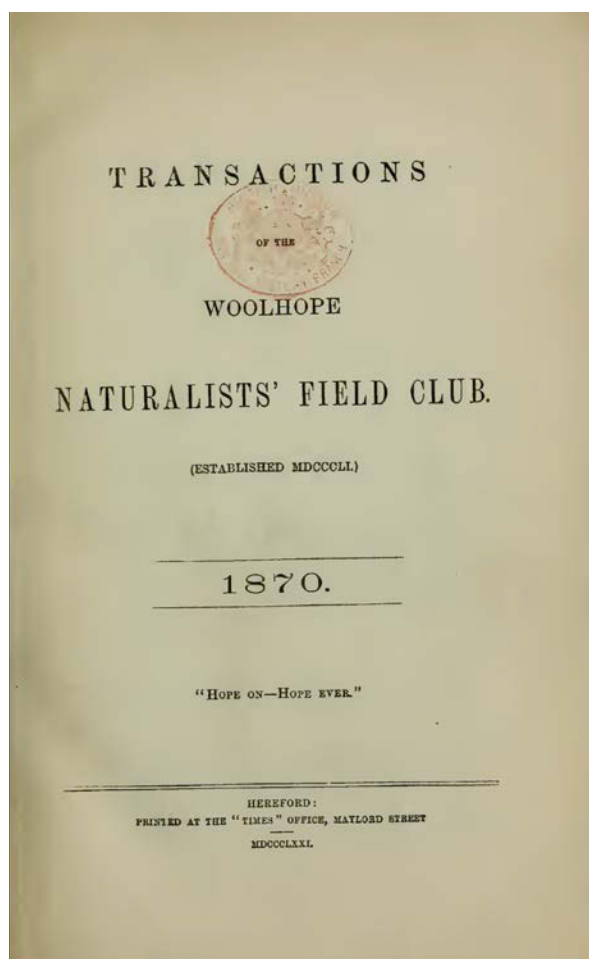 TRANSACTIONS
OF THE
WOOLHOPE
NATURALISTS' FIELD CLUB.
(ESTABLISHED MDCCCLI.)
1870.
"HOPE ON—HOPE EVER."
HEREFORD:
PRINTED AT THE "TIMES" OFFICE, MAYLORD STREET
MDCCCLXXI.